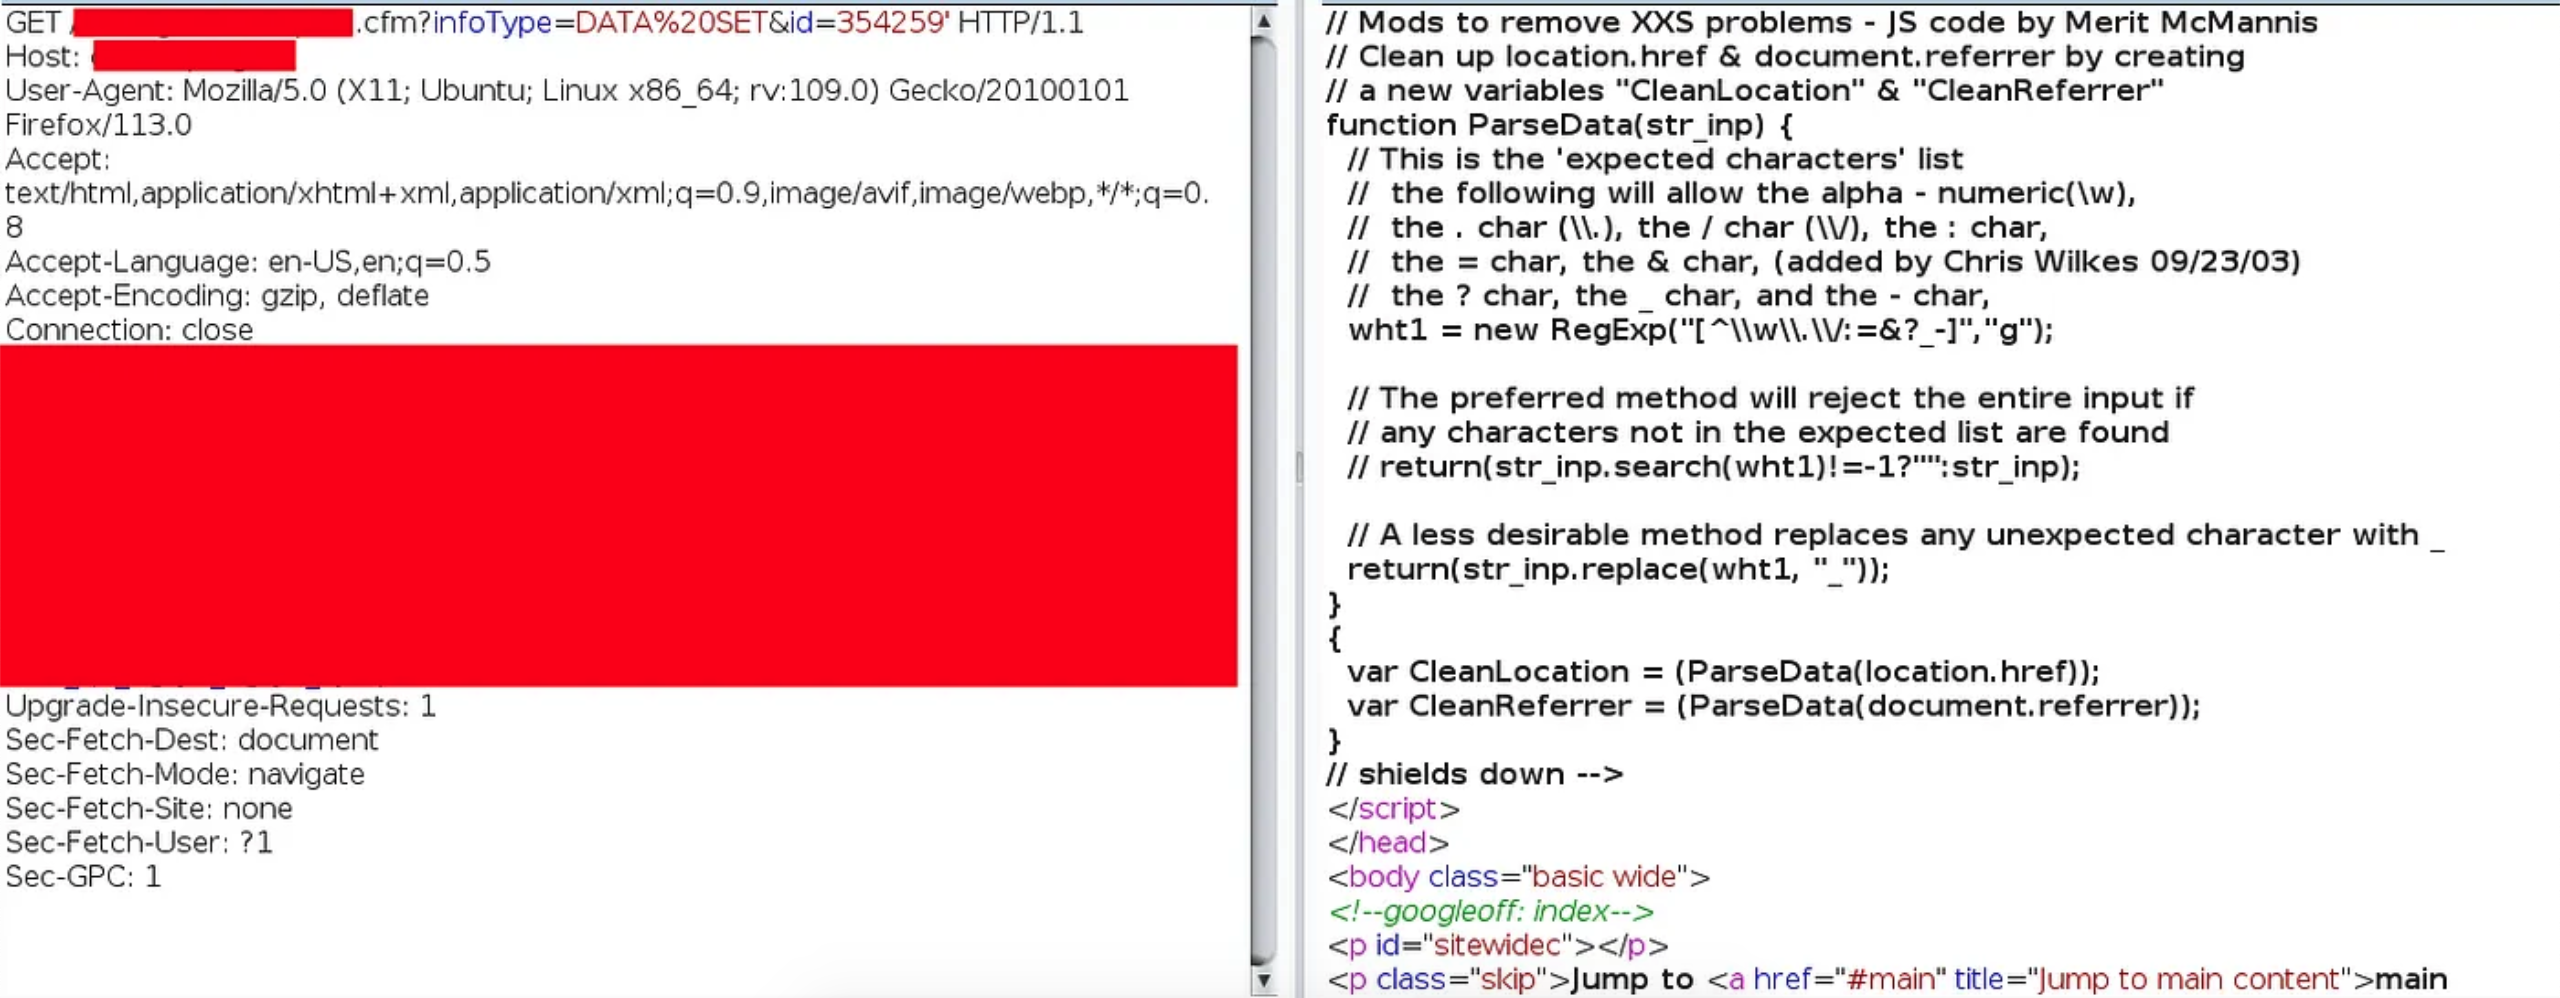 GET .cfm?infoType=DATA%20SET&id=354259' HTTP/1.1
Host:
User-Agent: Mozilla/5.0 (X11; Ubuntu; Linux x86_64; rv:109.0) Gecko/20100101
Firefox/113.0
Accept:
text/html,application/xhtml+xml,application/xml;q=0.9,image/avif,image/webp,*/*;q=0.
8
Accept-Language: en-US,en;q=0.5
Accept-Encoding: gzip, deflate
Connection: close
Upgrade-Insecure-Requests: 1
Sec-Fetch-Dest: document
Sec-Fetch-Mode: navigate
Sec-Fetch-Site: none
Sec-Fetch-User: ?1
Sec-GPC: 1
// Mods to remove XXS problems - JS code by Merit McMannis
// Clean up location.href & document.referrer by creating
// a new variables "CleanLocation" & "CleanReferrer"
function ParseData(str_inp) {
// This is the 'expected characters' list
//  the following will allow the alpha - numeric(\w),
//  the . char (\\.), the / char (\\/), the : char,
//  the = char, the & char, (added by Chris Wilkes 09/23/03)
//  the ? char, the _ char, and the - char,
wht1 = new RegExp("[^\\w\\.\\/:=&?_-]","g");
// The preferred method will reject the entire input if
// any characters not in the expected list are found
// return(str_inp.search(wht1)!=-1?"":str_inp);
// A less desirable method replaces any unexpected character with _
return(str_inp.replace(wht1, "_"));
}
{
var CleanLocation = (ParseData(location.href));
var CleanReferrer = (ParseData(document.referrer));
}
// shields down -->
</script>
</head>
<body class="basic wide">
<!--googleoff: index-->
<p id="sitewidec"></p>
<p class="skip">Jump to <a href="#main" title="Jump to main content">main